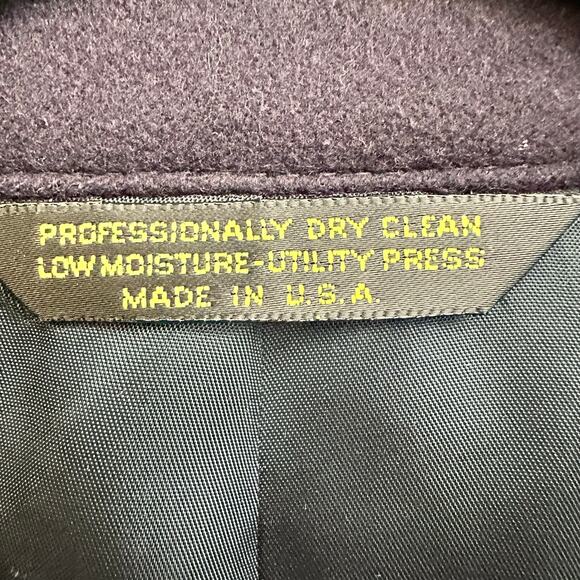 PROFESSIONALLY DRY CLEAN
LOW MOISTURE-UTILITY PRESS
MADE IN U.S.A.